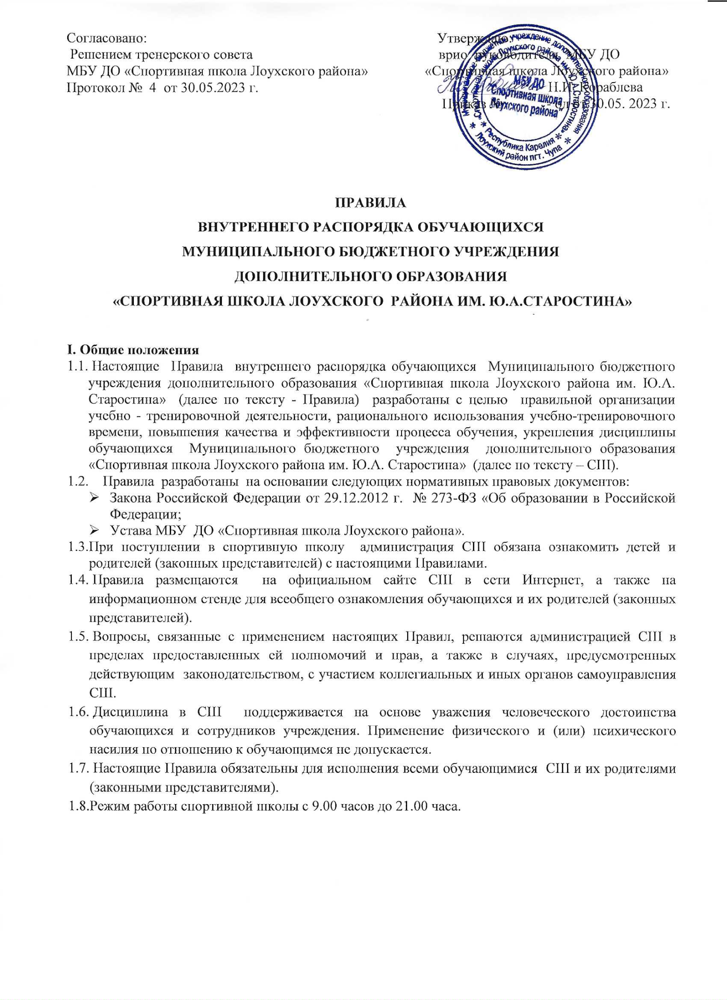 Согласовано:
Решением тренерского совета
МБУ ДО «Спортивная школа Лоухского района»
Протокол № 4 от 30.05.2023 г.
Утверждаю:
врио руководителя МБУ ДО
«Спортивная школа Лоухского района»
Н.И. Кораблева
Приказ № от 30.05. 2023 г.
Муниципальное бюджетное учреждение дополнительного образования
«Спортивная школа Лоухского района им. Ю.А.Старостина»
МБУ ДО
"Спортивная школа
Лоухского района"
Республика Карелия
Лоухский район пгт. Чупа
ПРАВИЛА
ВНУТРЕННЕГО РАСПОРЯДКА ОБУЧАЮЩИХСЯ
МУНИЦИПАЛЬНОГО БЮДЖЕТНОГО УЧРЕЖДЕНИЯ
ДОПОЛНИТЕЛЬНОГО ОБРАЗОВАНИЯ
«СПОРТИВНАЯ ШКОЛА ЛОУХСКОГО РАЙОНА ИМ. Ю.А.СТАРОСТИНА»
I. Общие положения
1.1. Настоящие Правила внутреннего распорядка обучающихся Муниципального бюджетного
учреждения дополнительного образования «Спортивная школа Лоухского района им. Ю.А.
Старостина» (далее по тексту - Правила) разработаны с целью правильной организации
учебно - тренировочной деятельности, рационального использования учебно-тренировочного
времени, повышения качества и эффективности процесса обучения, укрепления дисциплины
обучающихся Муниципального бюджетного учреждения дополнительного образования
«Спортивная школа Лоухского района им. Ю.А. Старостина» (далее по тексту – СШ).
1.2. Правила разработаны на основании следующих нормативных правовых документов:
➢ Закона Российской Федерации от 29.12.2012 г. № 273-ФЗ «Об образовании в Российской
Федерации;
➢ Устава МБУ ДО «Спортивная школа Лоухского района».
1.3.При поступлении в спортивную школу администрация СШ обязана ознакомить детей и
родителей (законных представителей) с настоящими Правилами.
1.4. Правила размещаются на официальном сайте СШ в сети Интернет, а также на
информационном стенде для всеобщего ознакомления обучающихся и их родителей (законных
представителей).
1.5. Вопросы, связанные с применением настоящих Правил, решаются администрацией СШ в
пределах предоставленных ей полномочий и прав, а также в случаях, предусмотренных
действующим законодательством, с участием коллегиальных и иных органов самоуправления
СШ.
1.6. Дисциплина в СШ поддерживается на основе уважения человеческого достоинства
обучающихся и сотрудников учреждения. Применение физического и (или) психического
насилия по отношению к обучающимся не допускается.
1.7. Настоящие Правила обязательны для исполнения всеми обучающимися СШ и их родителями
(законными представителями).
1.8.Режим работы спортивной школы с 9.00 часов до 21.00 часа.